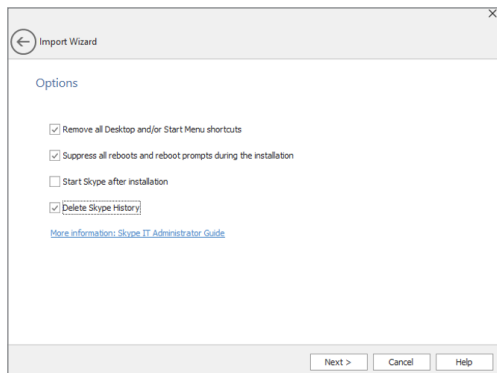 Import Wizard
Options
Remove all Desktop and/or Start Menu shortcuts
Suppress all reboots and reboot prompts during the installation
Start Skype after installation
Delete Skype History
More information: Skype IT Administrator Guide
Next > Cancel Help